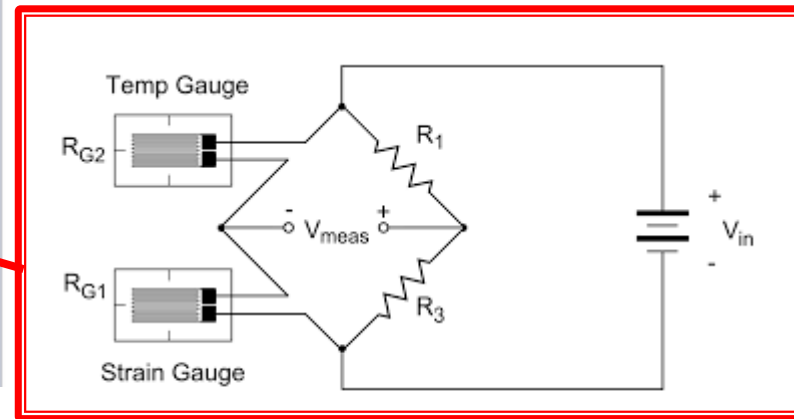 Temp Gauge
R1
RG2
- Vmeas +
+
Vin
-
RG1
R3
Strain Gauge